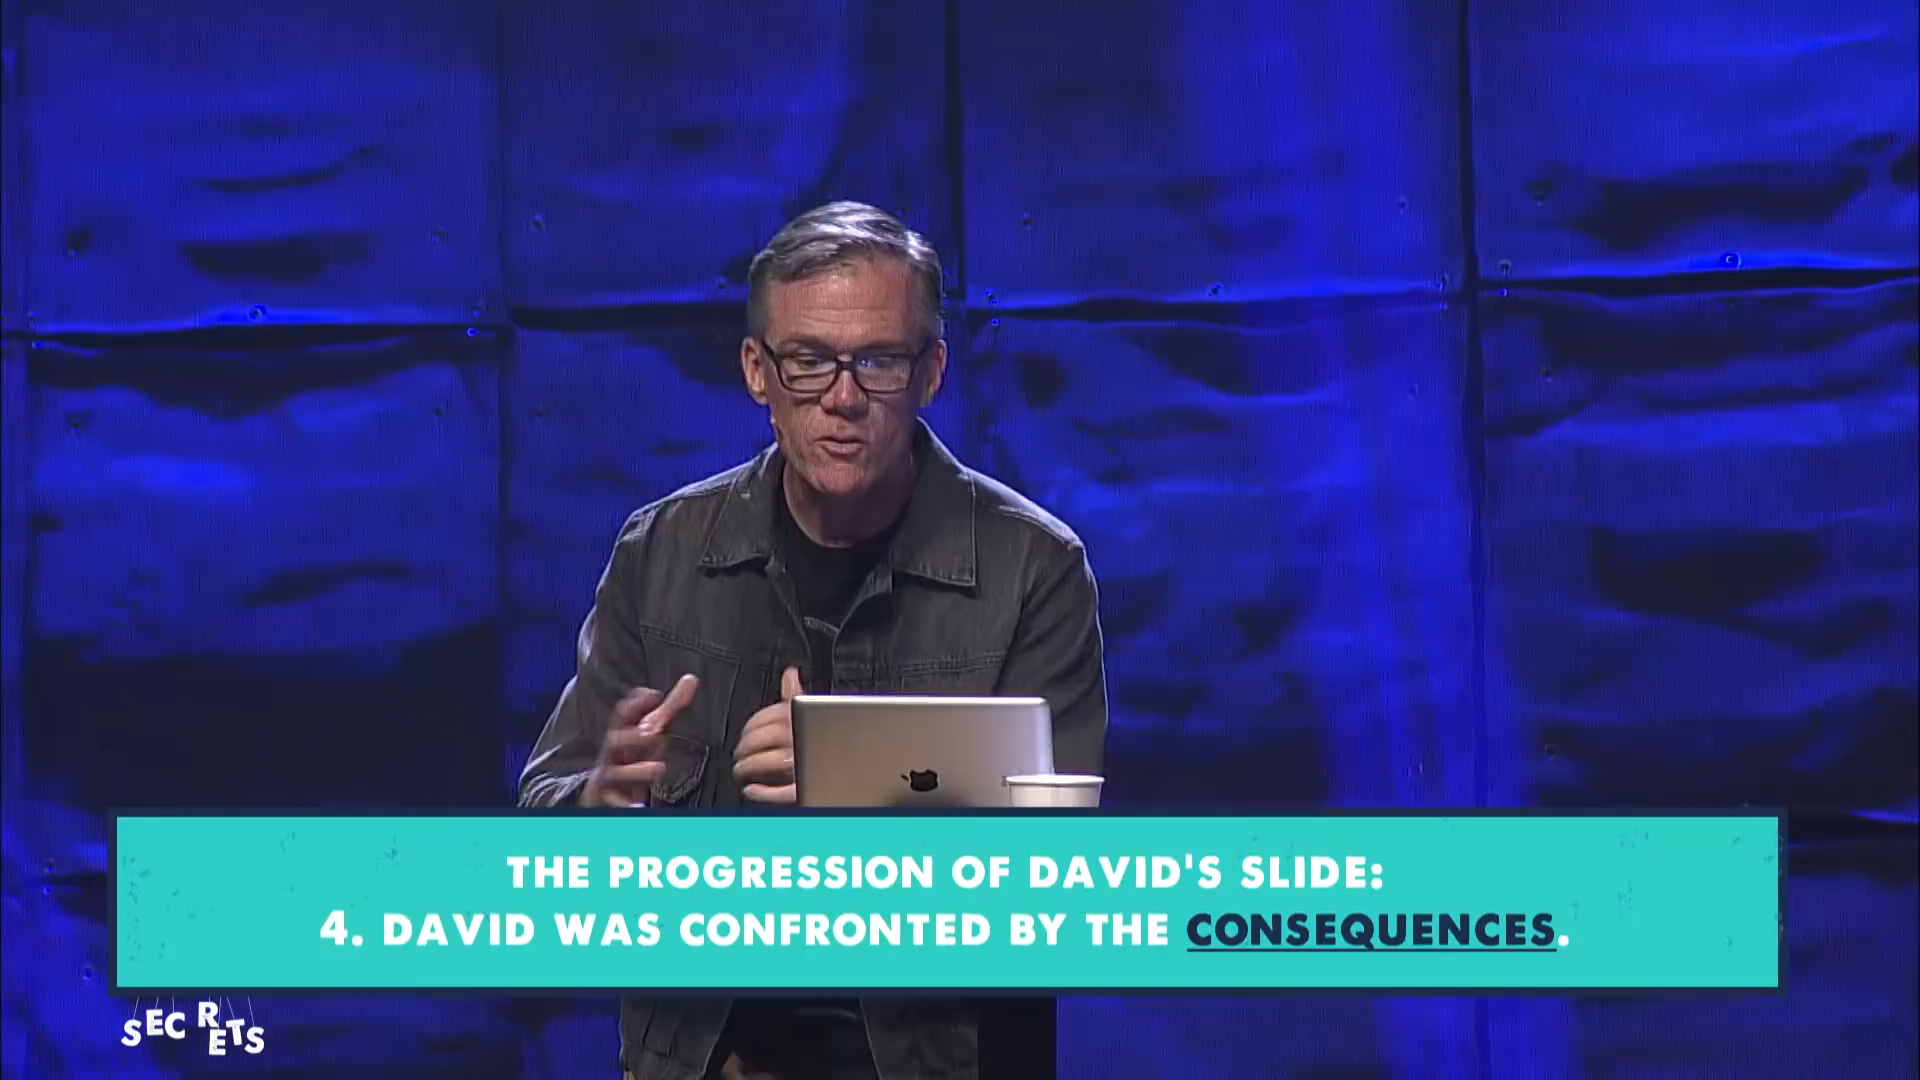 THE PROGRESSION OF DAVID'S SLIDE:
4. DAVID WAS CONFRONTED BY THE CONSEQUENCES.
SECRETS